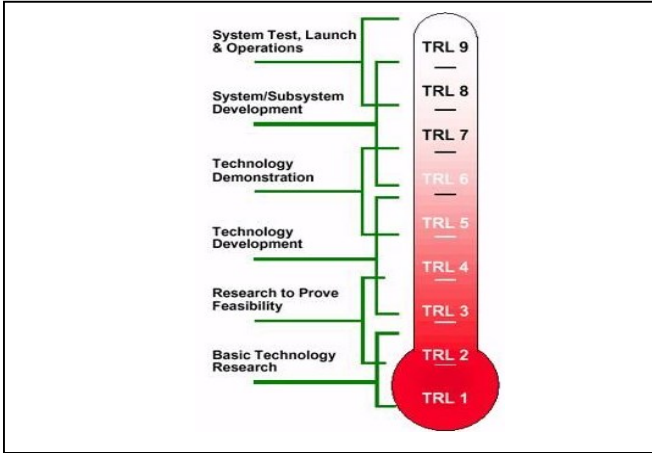 System Test, Launch
& Operations
System/Subsystem
Development
Technology
Demonstration
Technology
Development
Research to Prove
Feasibility
Basic Technology
Research
TRL 9
TRL 8
TRL 7
TRL 6
TRL 5
TRL 4
TRL 3
TRL 2
TRL 1